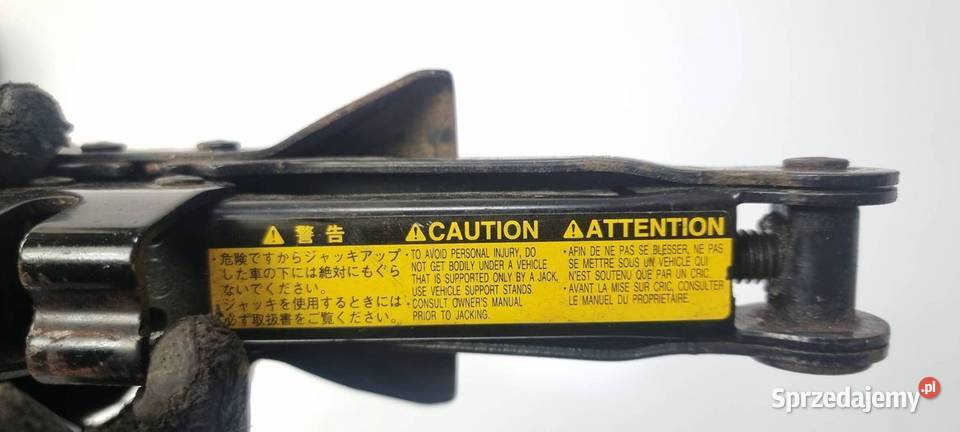 ⚠警告
・危険ですからジャッキアップ
した車の下には絶対にもぐら
ないでください。
・ジャッキを使用するときには
必ず取扱書をご覧ください。
⚠CAUTION
・TO AVOID PERSONAL INJURY, DO
NOT GET BODILY UNDER A VEHICLE
THAT IS SUPPORTED ONLY BY A JACK,
USE VEHICLE SUPPORT STANDS.
・CONSULT OWNER'S MANUAL
PRIOR TO JACKING.
⚠ATTENTION
・AFIN DE NE PAS SE BLESSER, NE PAS
SE METTRE SOUS UN VEHICLE QUI
N'EST SOUTENU QUE PAR UN CRIC.
・AVANT LA MISE SUR CRIC, CONSULTER
LE MANUEL DU PROPRIETAIRE.
Sprzedajemy.pl